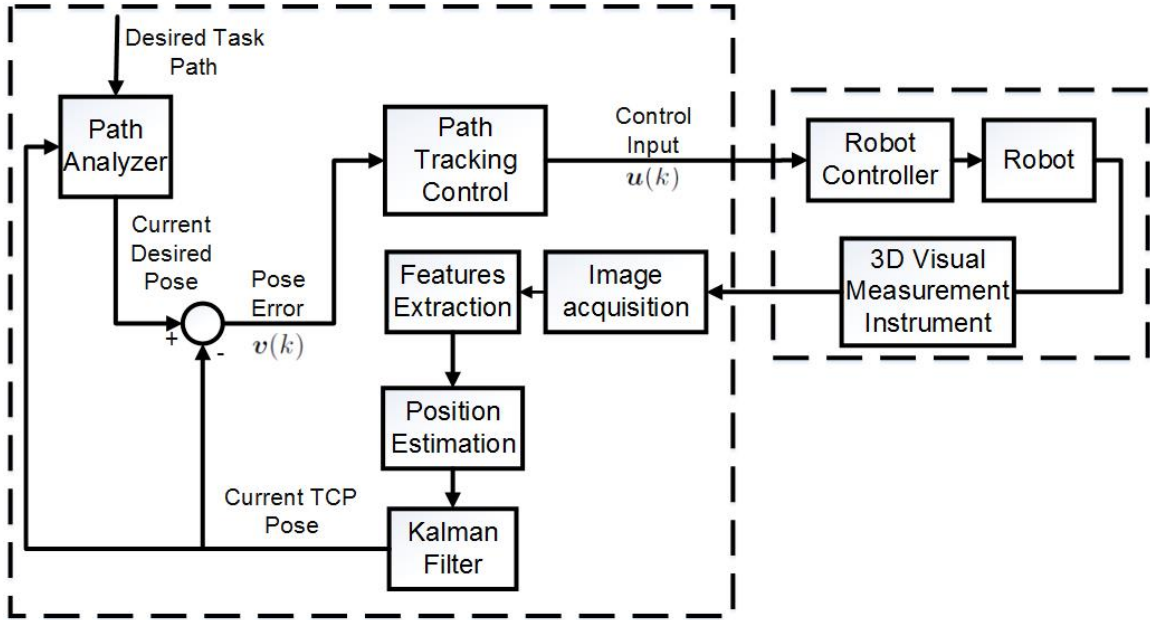 Desired Task
Path
Path
Analyzer
Current
Desired
Pose
+
-
Pose
Error
v(k)
Path
Tracking
Control
Control
Input
u(k)
Robot
Controller
Robot
3D Visual
Measurement
Instrument
Image
acquisition
Features
Extraction
Position
Estimation
Kalman
Filter
Current TCP
Pose